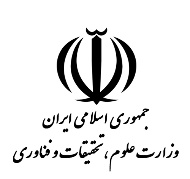 جمهوری اسلامی ایران
وزارت علوم ، تحقیقات و فناوری